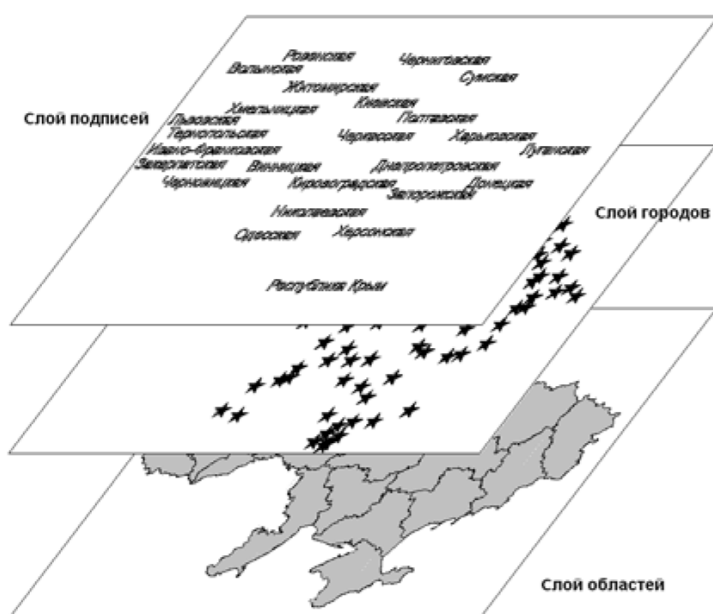 Ровенская
Черниговская
Волынская
Сумская
Житомирская
Киевская
Хмельницкая
Слой подписей
Львовская
Полтавская
Тернопольская
Черкасская
Харьковская
Ивано-Франковская
Луганская
Закарпатская
Винницкая
Днепропетровская
Черновицкая
Кировоградская
Донецкая
Запорожская
Николаевская
Слой городов
Одесская
Херсонская
Республика Крым
Слой областей